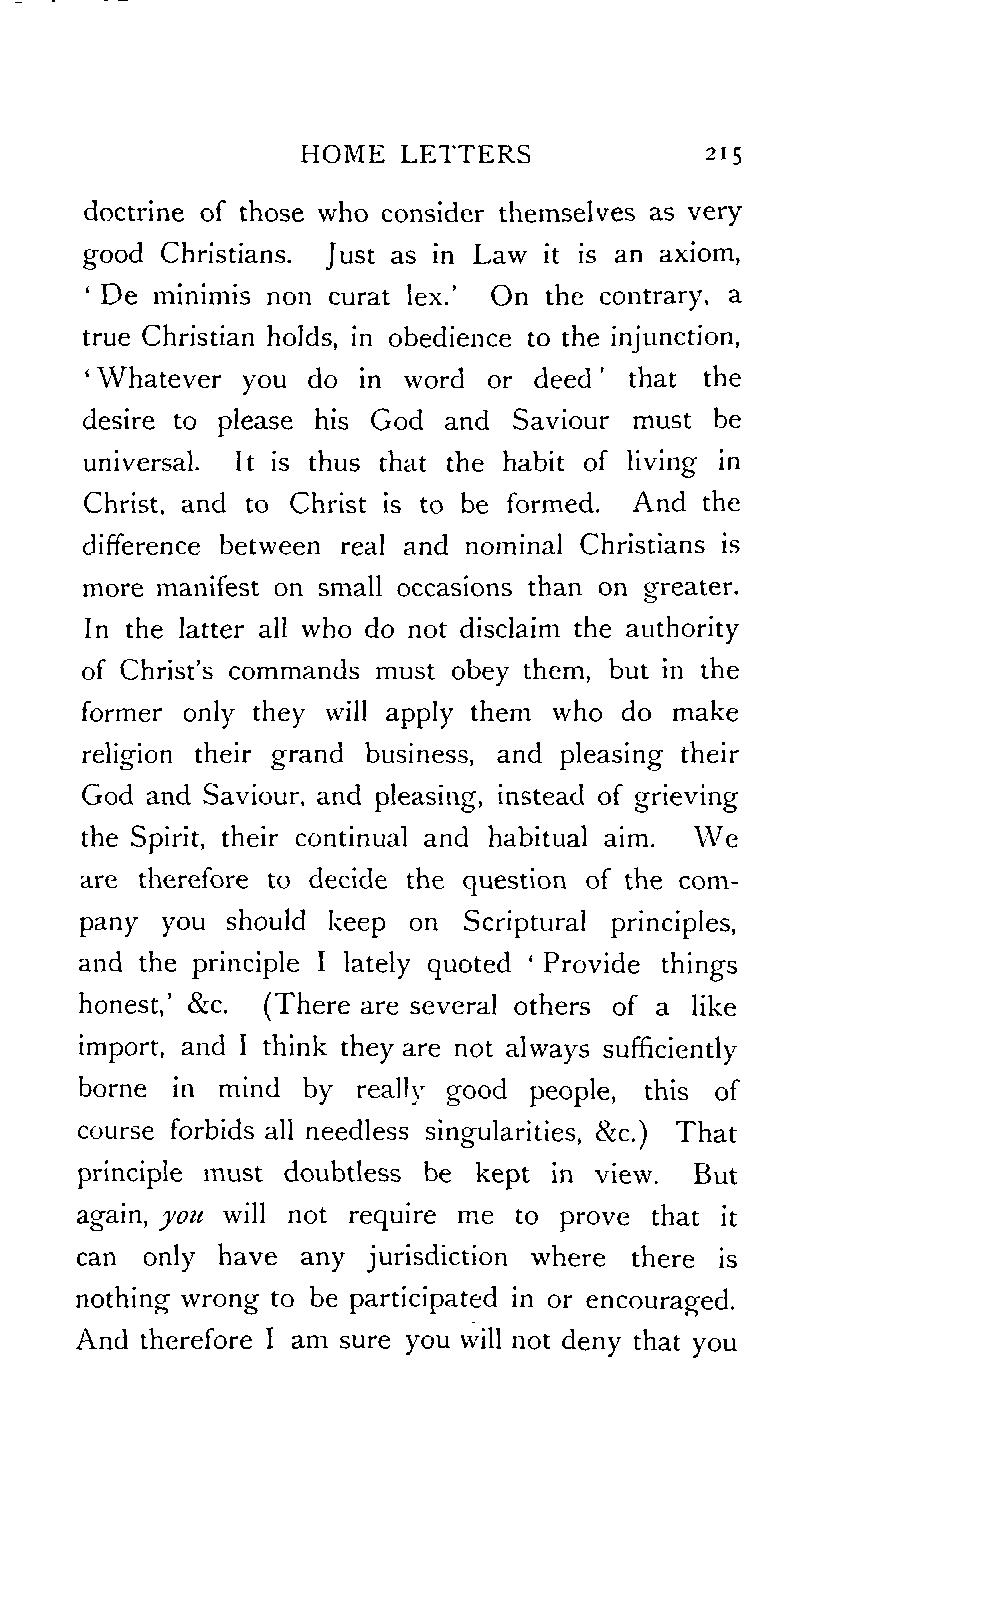 HOME LETTERS 215
doctrine of those who consider themselves as very
good Christians. Just as in Law it is an axiom,
‘ De minimis non curat lex.’ On the contrary, a
true Christian holds, in obedience to the injunction,
‘ Whatever you do in word or deed ’ that the
desire to please his God and Saviour must be
universal. It is thus that the habit of living in
Christ, and to Christ is to be formed. And the
difference between real and nominal Christians is
more manifest on small occasions than on greater.
In the latter all who do not disclaim the authority
of Christ’s commands must obey them, but in the
former only they will apply them who do make
religion their grand business, and pleasing their
God and Saviour, and pleasing, instead of grieving
the Spirit, their continual and habitual aim. We
are therefore to decide the question of the com-
pany you should keep on Scriptural principles,
and the principle I lately quoted ‘ Provide things
honest,’ &c. (There are several others of a like
import, and I think they are not always sufficiently
borne in mind by really good people, this of
course forbids all needless singularities, &c.) That
principle must doubtless be kept in view. But
again, you will not require me to prove that it
can only have any jurisdiction where there is
nothing wrong to be participated in or encouraged.
And therefore I am sure you will not deny that you